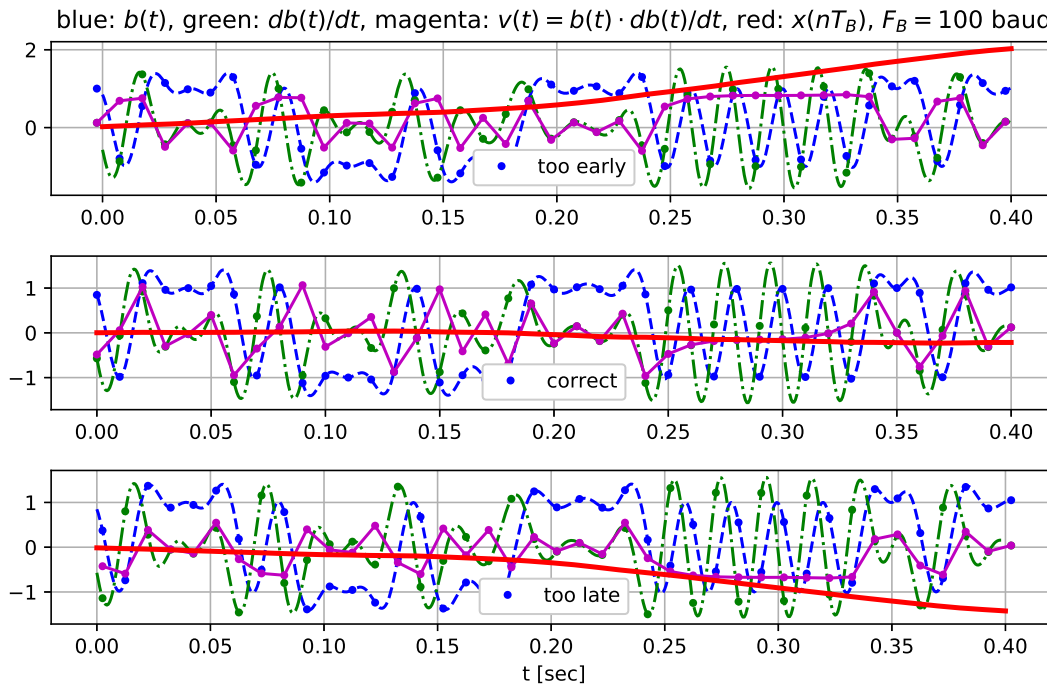 blue: b(t), green: db(t)/dt, magenta: v(t) = b(t) · db(t)/dt, red: x(nT_B), F_B = 100 baud
2
0
too early
0.00 0.05 0.10 0.15 0.20 0.25 0.30 0.35 0.40
1
0
−1
correct
0.00 0.05 0.10 0.15 0.20 0.25 0.30 0.35 0.40
1
0
−1
too late
0.00 0.05 0.10 0.15 0.20 0.25 0.30 0.35 0.40
t [sec]